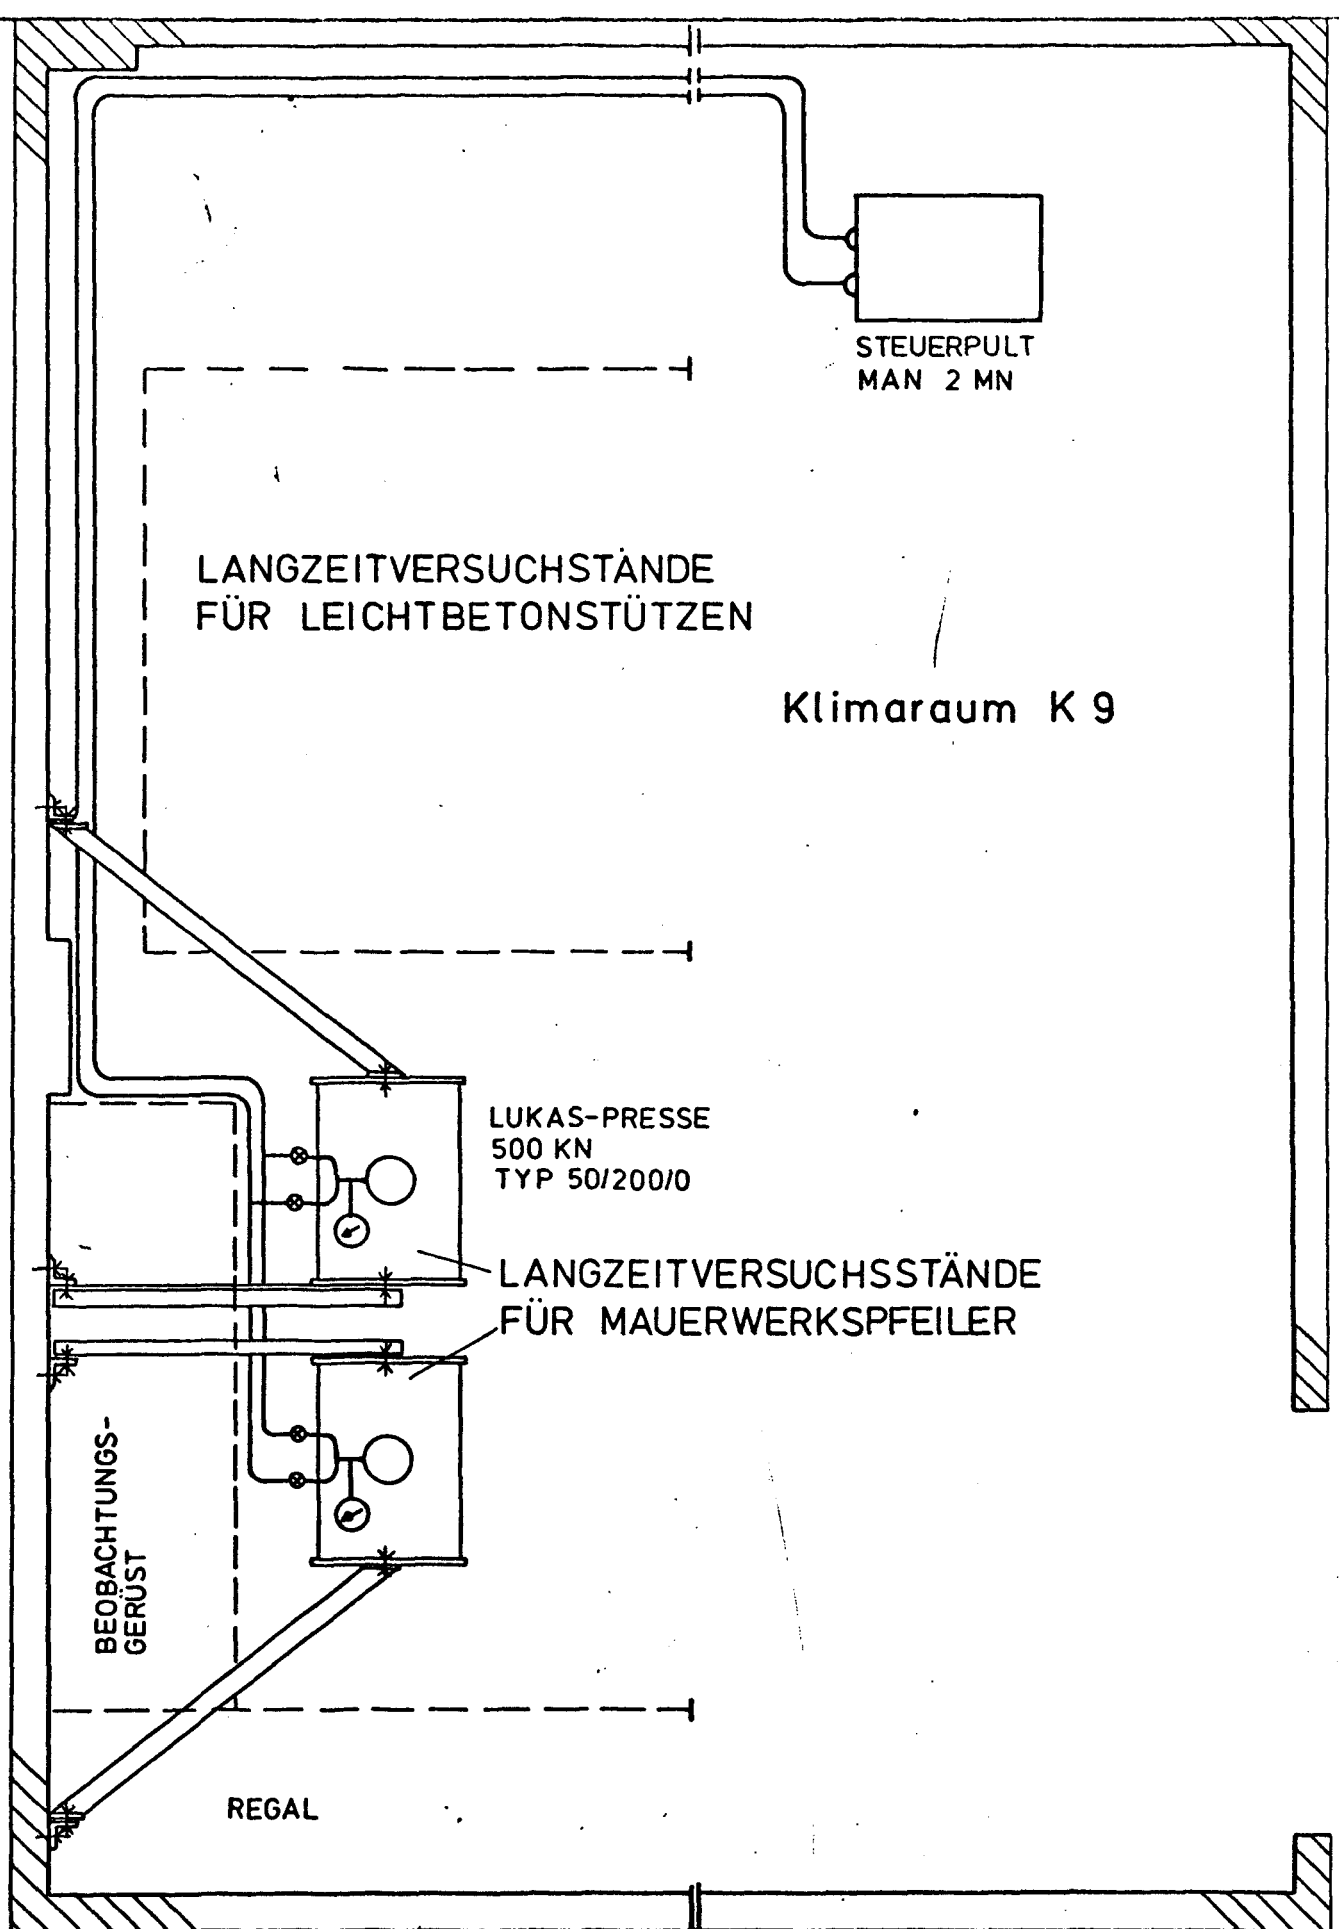 STEUERPULT
MAN 2 MN
LANGZEITVERSUCHSTÄNDE
FÜR LEICHTBETONSTÜTZEN
Klimaraum K 9
LUKAS-PRESSE
500 KN
TYP 50/200/0
LANGZEITVERSUCHSSTÄNDE
FÜR MAUERWERKSPFEILER
BEOBACHTUNGS-
GERÜST
REGAL